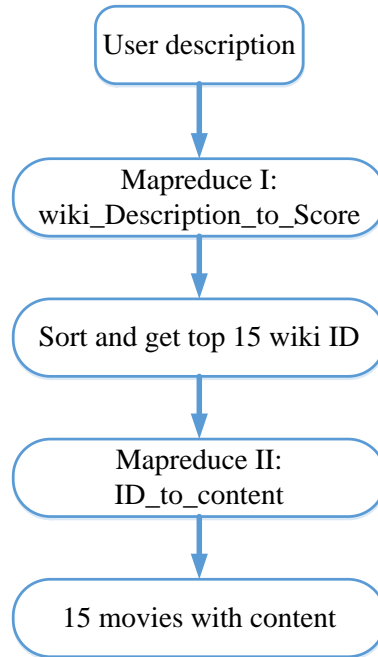 User description
Mapreduce I:
wiki_Description_to_Score
Sort and get top 15 wiki ID
Mapreduce II:
ID_to_content
15 movies with content